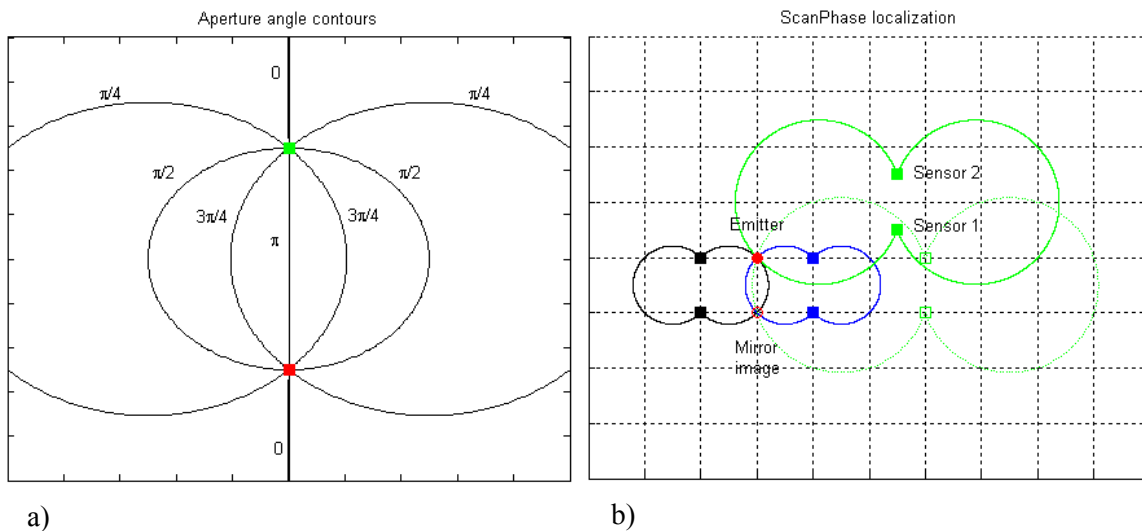 Aperture angle contours
0
π/4
π/4
π/2
π/2
3π/4
3π/4
π
0
a)
ScanPhase localization
Sensor 2
Sensor 1
Emitter
Mirror
image
b)